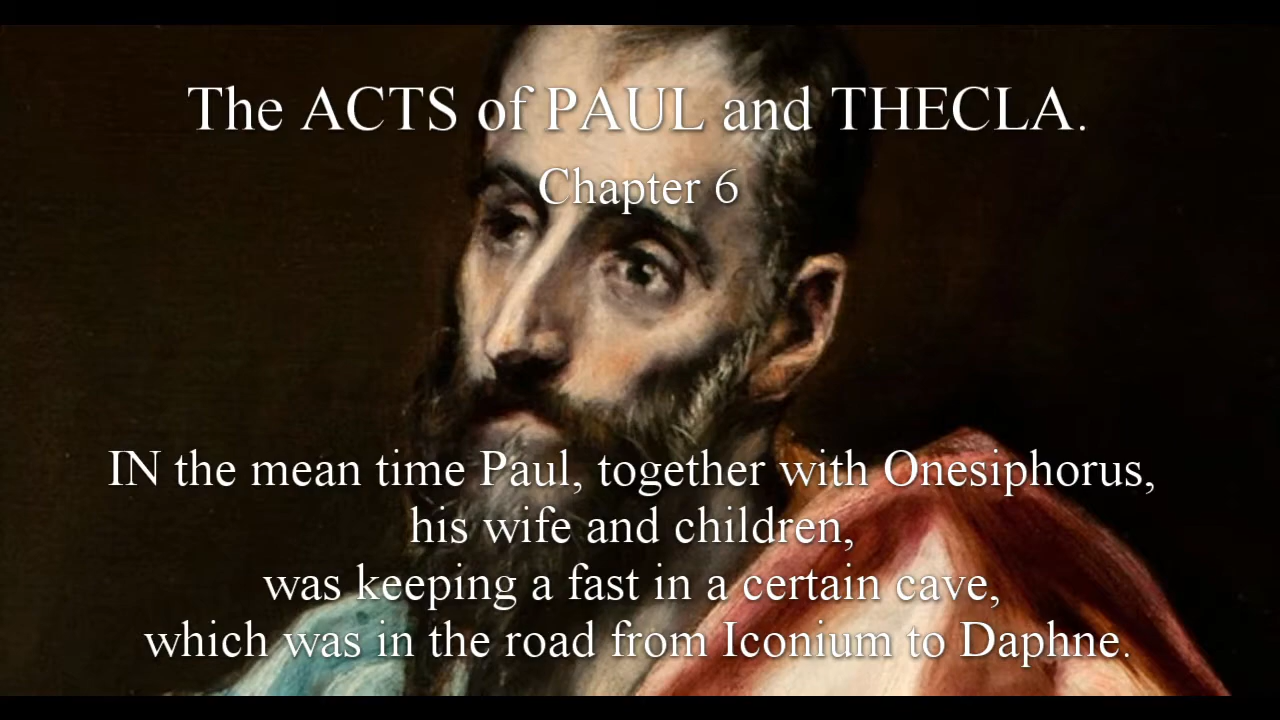 The ACTS of PAUL and THECLA.
Chapter 6
IN the mean time Paul, together with Onesiphorus,
his wife and children,
was keeping a fast in a certain cave,
which was in the road from Iconium to Daphne.